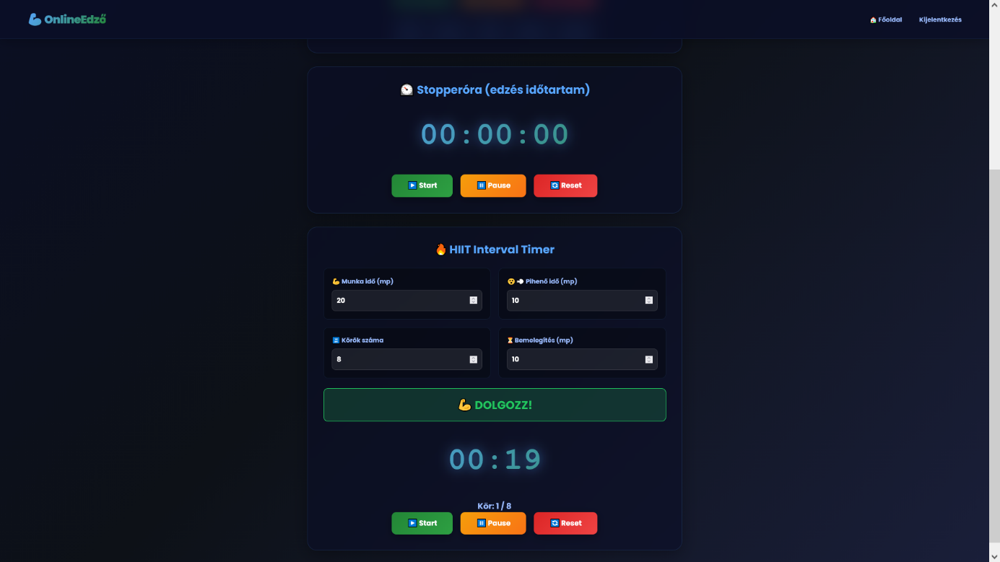 OnlineEdző
Főoldal
Kijelentkezés
Stopperóra (edzés időtartam)
00:00:00
Start
Pause
Reset
HIIT Interval Timer
Munka idő (mp)
Pihenő idő (mp)
20
10
Körök száma
Bemelegítés (mp)
8
10
DOLGOZZ!
00:19
Kör: 1 / 8
Start
Pause
Reset